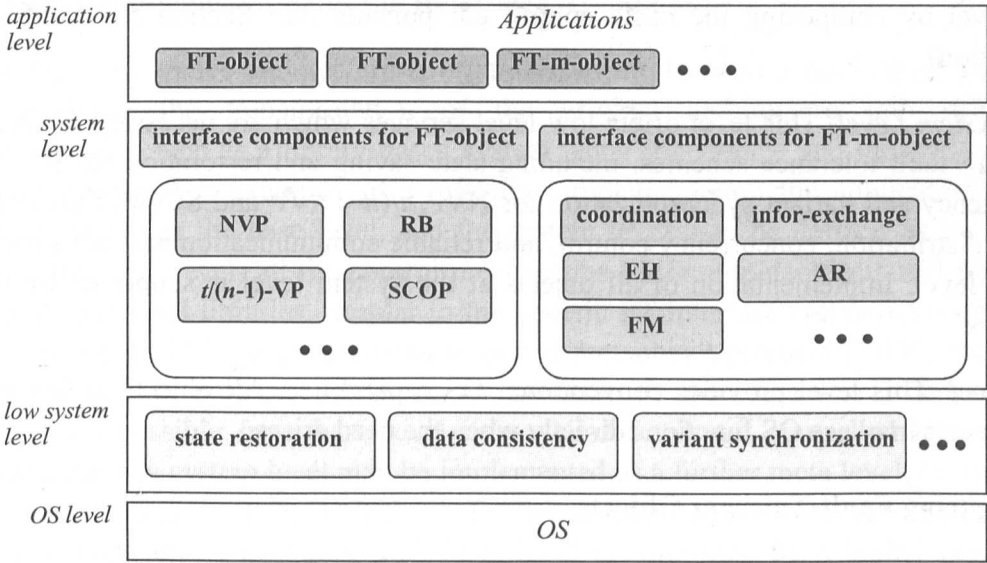 application level
Applications
FT-object FT-object FT-m-object • • •
system level
interface components for FT-object interface components for FT-m-object
NVP RB
t/(n-1)-VP SCOP
• • •
coordination infor-exchange
EH AR
FM
• • •
low system level
state restoration data consistency variant synchronization • • •
OS level
OS